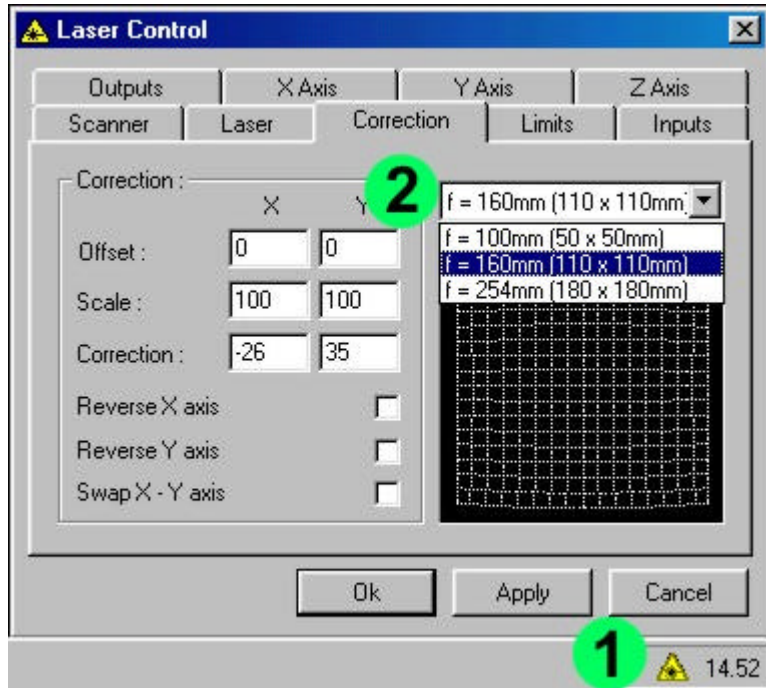 Laser Control
Outputs X Axis Y Axis Z Axis
Scanner Laser Correction Limits Inputs
Correction :
X Y
2
f = 160mm (110 x 110mm)
f = 100mm (50 x 50mm)
f = 160mm (110 x 110mm)
f = 254mm (180 x 180mm)
Offset : 0 0
Scale : 100 100
Correction : -26 35
Reverse X axis
Reverse Y axis
Swap X - Y axis
Ok Apply Cancel
1
14.52